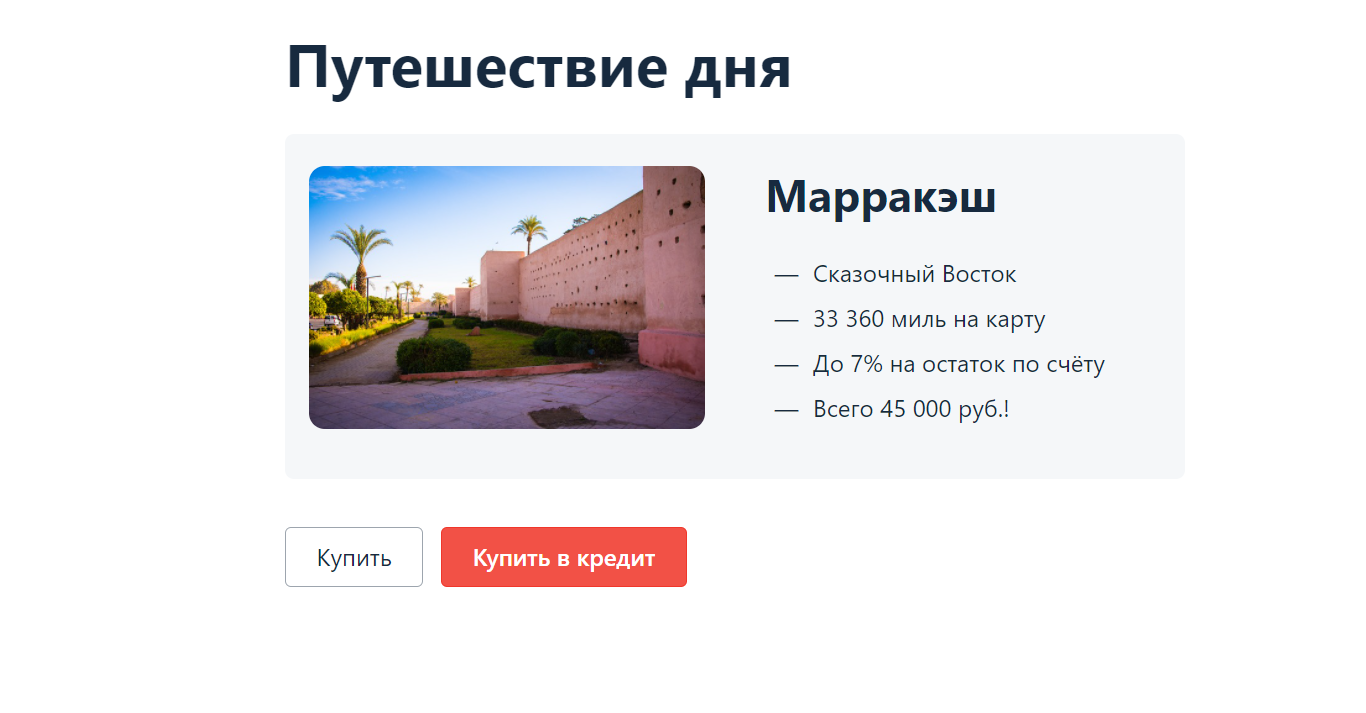 Путешествие дня
Марракэш
— Сказочный Восток
— 33 360 миль на карту
— До 7% на остаток по счёту
— Всего 45 000 руб.!
Купить
Купить в кредит